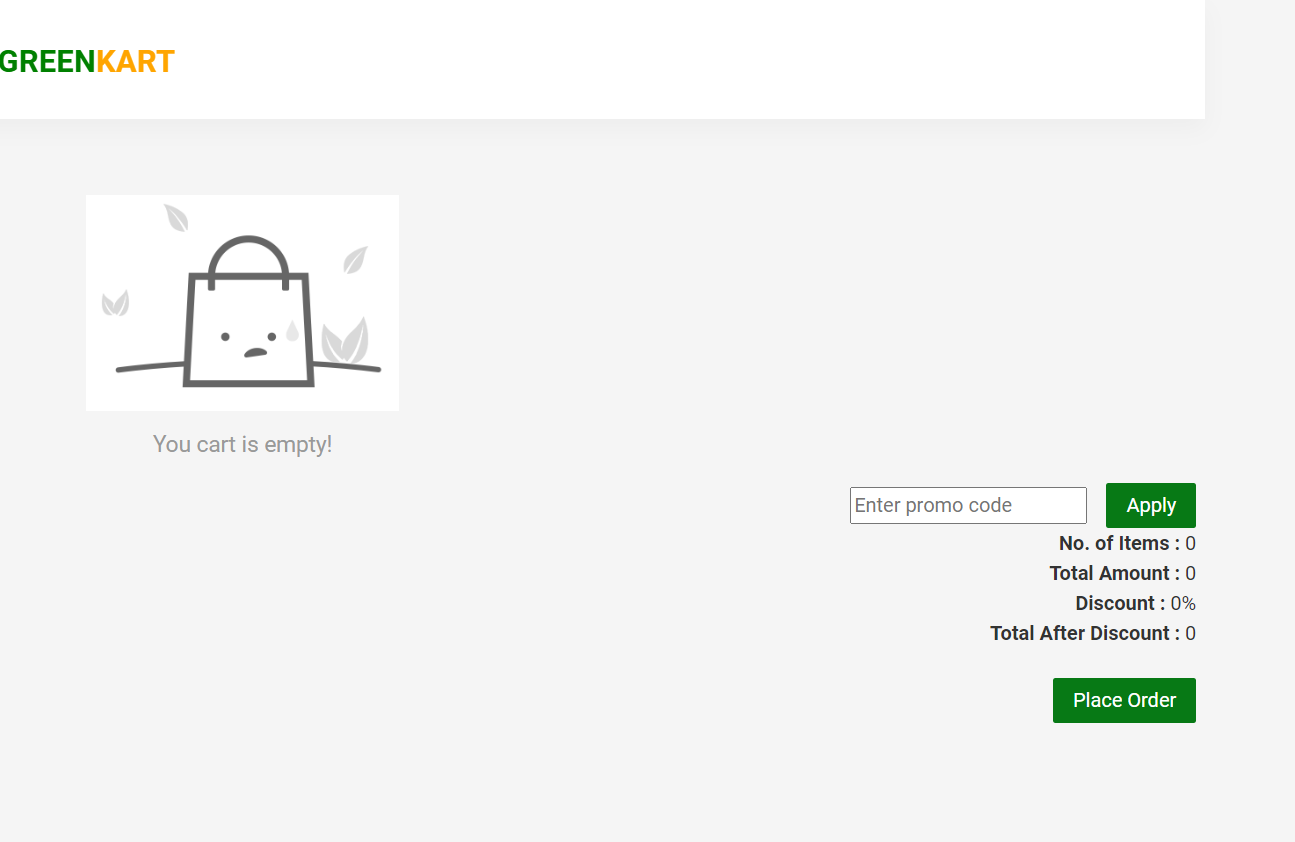 GREENKART
You cart is empty!
Enter promo code
Apply
No. of Items : 0
Total Amount : 0
Discount : 0%
Total After Discount : 0
Place Order